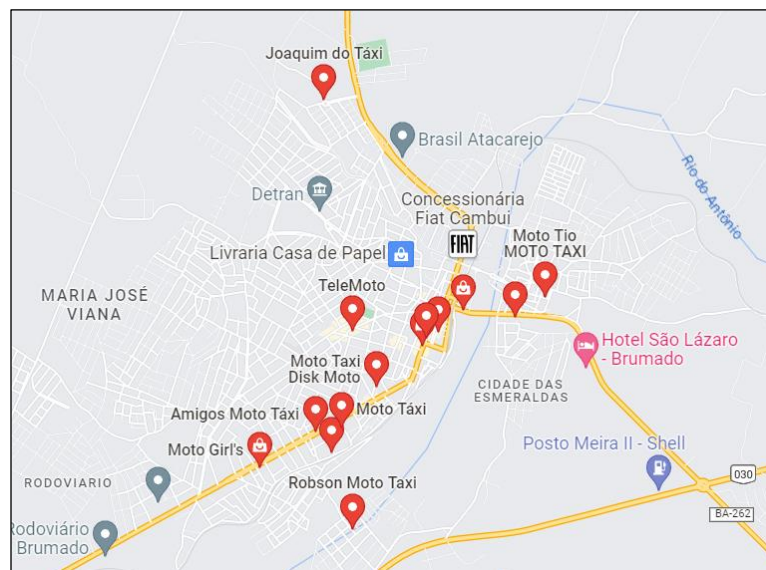 Joaquim do Táxi
Brasil Atacarejo
Rio do Antônio
Detran
Concessionária
Fiat Cambui
FIAT
Livraria Casa de Papel
Moto Tio
MOTO TAXI
MARIA JOSÉ
VIANA
TeleMoto
Hotel São Lázaro
- Brumado
Moto Taxi
Disk Moto
CIDADE DAS
ESMERALDAS
Amigos Moto Táxi
Moto Táxi
Moto Girl's
Posto Meira II - Shell
RODOVIARIO
Robson Moto Taxi
030
BA-262
Rodoviário
Brumado